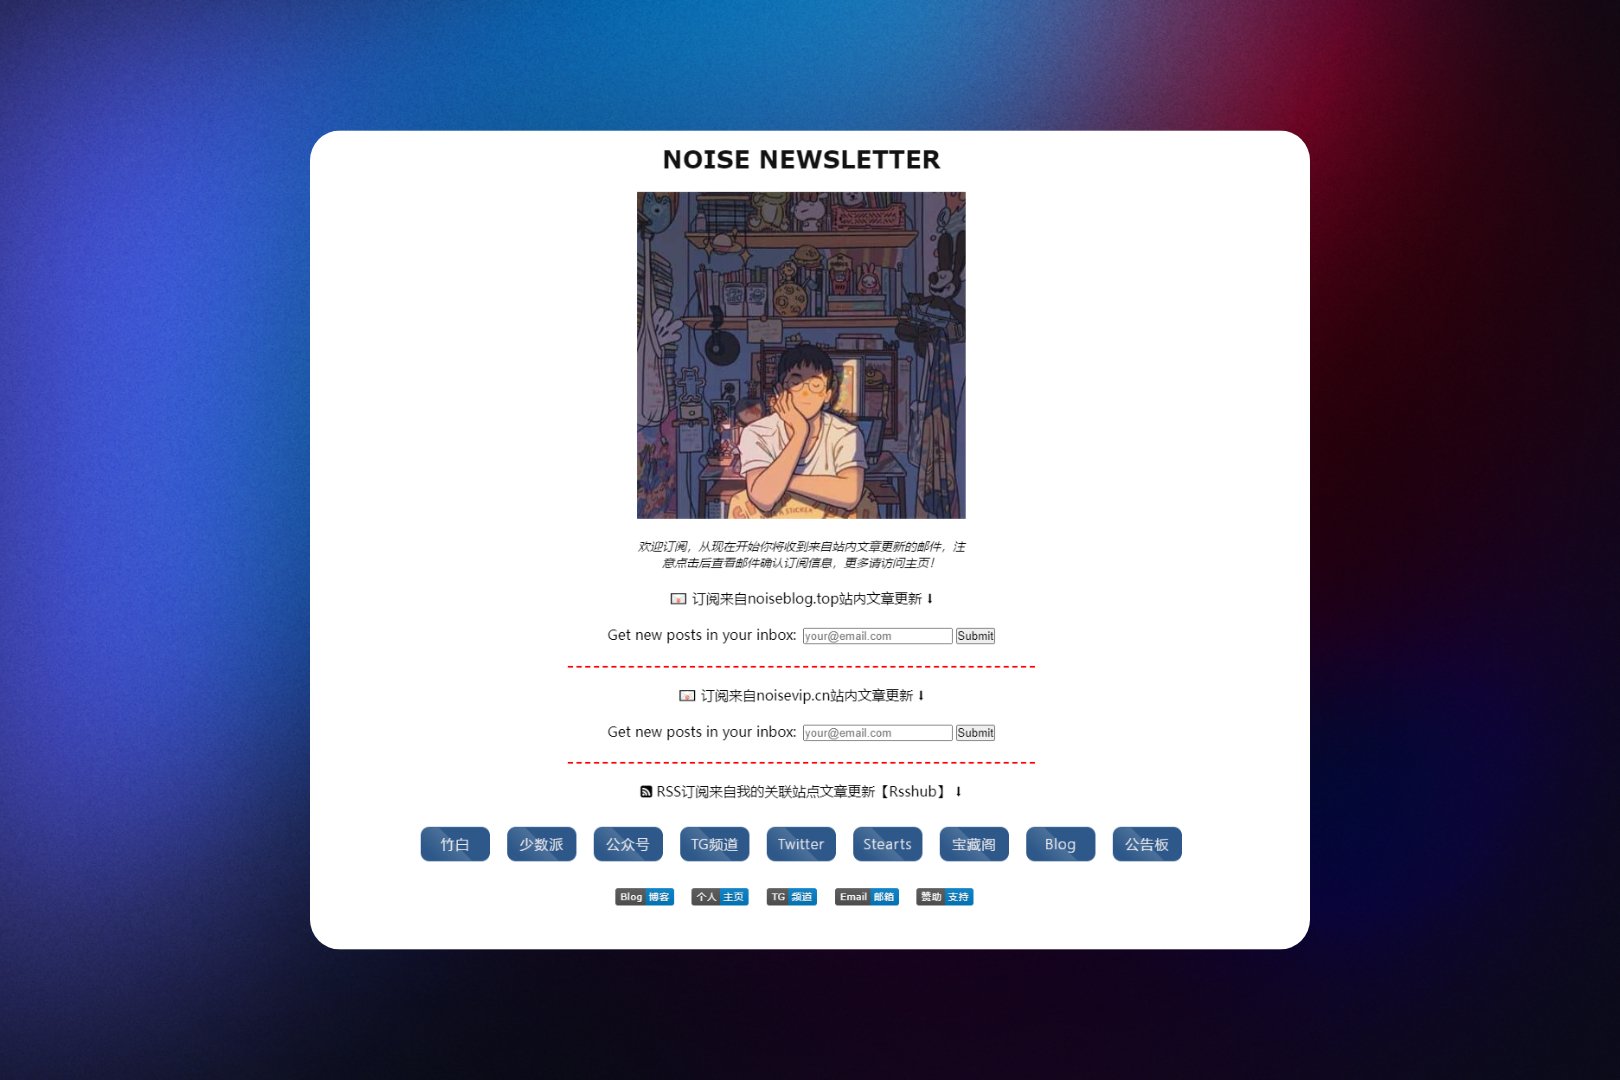 NOISE NEWSLETTER
欢迎订阅，从现在开始你将收到来自站内文章更新的邮件，注
意点击后查看邮件确认订阅信息，更多请访问主页！
订阅来自noiseblog.top站内文章更新 ⬇
Get new posts in your inbox: your@email.com Submit
订阅来自noisevip.cn站内文章更新 ⬇
Get new posts in your inbox: your@email.com Submit
RSS订阅来自我的关联站点文章更新【Rsshub】 ⬇
竹白 少数派 公众号 TG频道 Twitter Stearts 宝藏阁 Blog 公告板
Blog 博客 个人 主页 TG 频道 Email 邮箱 赞助 支持